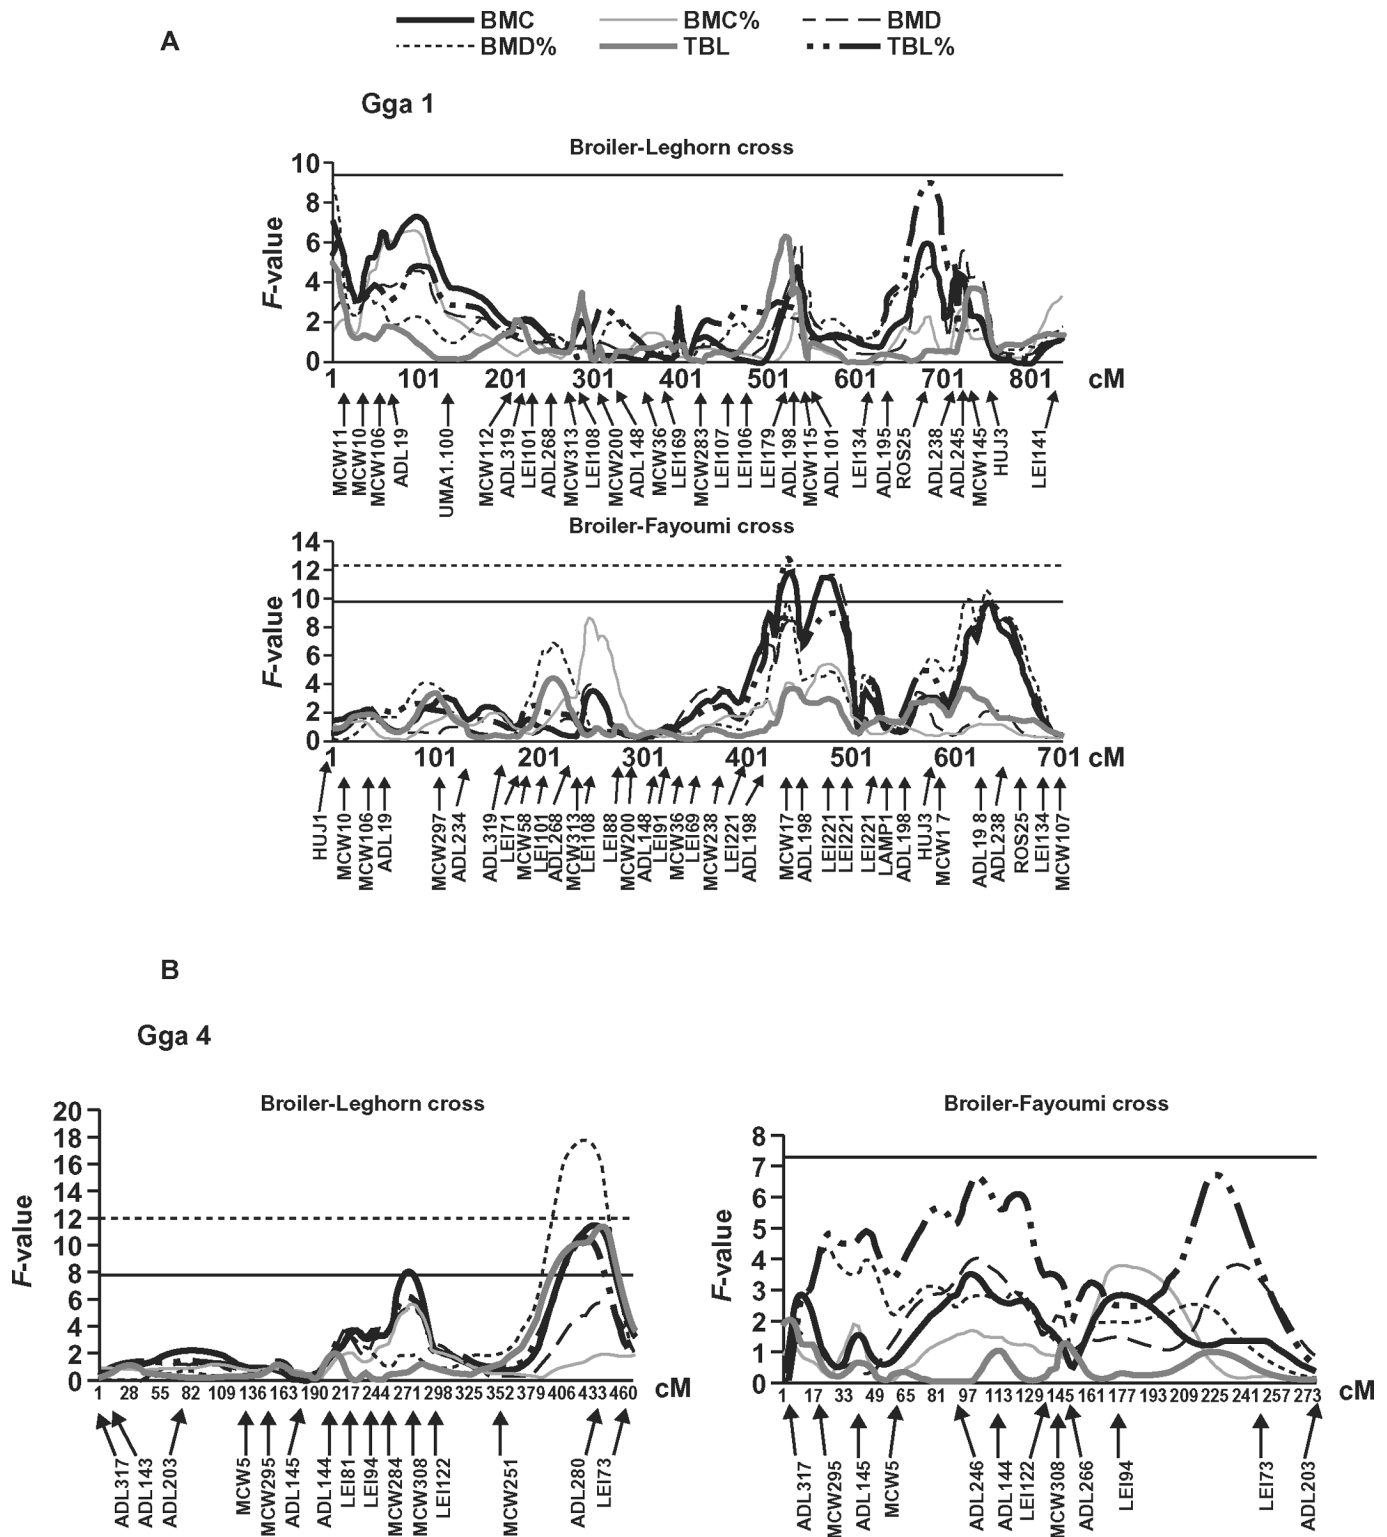 A
BMC BMC% BMD
BMD% TBL TBL%
Gga 1
Broiler-Leghorn cross
F-value
10
8
6
4
2
0
1 101 201 301 401 501 601 701 801 cM
MCW11 MCW10 MCW106 ADL19 UMA1.100 MCW112 ADL319 LEI101 ADL268 MCW313 LEI108 MCW200 ADL148 MCW36 LEI169 MCW283 LEI107 LEI106 LEI179 ADL198 MCW115 ADL101 LEI134 ADL195 ROS25 ADL238 ADL245 MCW145 HUJ3 LEI141
Broiler-Fayoumi cross
F-value
14
12
10
8
6
4
2
0
1 101 201 301 401 501 601 701 cM
HUJ1 MCW10 MCW106 ADL19 MCW297 ADL234 ADL319 LEI71 MCW58 LEI101 ADL268 MCW313 LEI108 LEI88 MCW200 ADL148 LEI91 MCW36 LEI69 MCW238 LEI221 ADL198 MCW17 ADL198 LEI221 LEI221 LEI221 LAMP1 ADL198 HUJ3 MCW1 7 ADL19 8 ADL238 ROS25 LEI134 MCW107
B
Gga 4
Broiler-Leghorn cross
F-value
20
18
16
14
12
10
8
6
4
2
0
1 28 55 82 109 136 163 190 217 244 271 298 325 352 379 406 433 460 cM
ADL317 ADL143 ADL203 MCW5 MCW295 ADL145 ADL144 LEI81 LEI94 MCW284 MCW308 LEI122 MCW251 ADL280 LEI73
Broiler-Fayoumi cross
F-value
8
7
6
5
4
3
2
1
0
1 17 33 49 65 81 97 113 129 145 161 177 193 209 225 241 257 273 cM
ADL317 MCW295 ADL145 MCW5 ADL246 ADL144 LEI122 MCW308 ADL266 LEI94 LEI73 ADL203